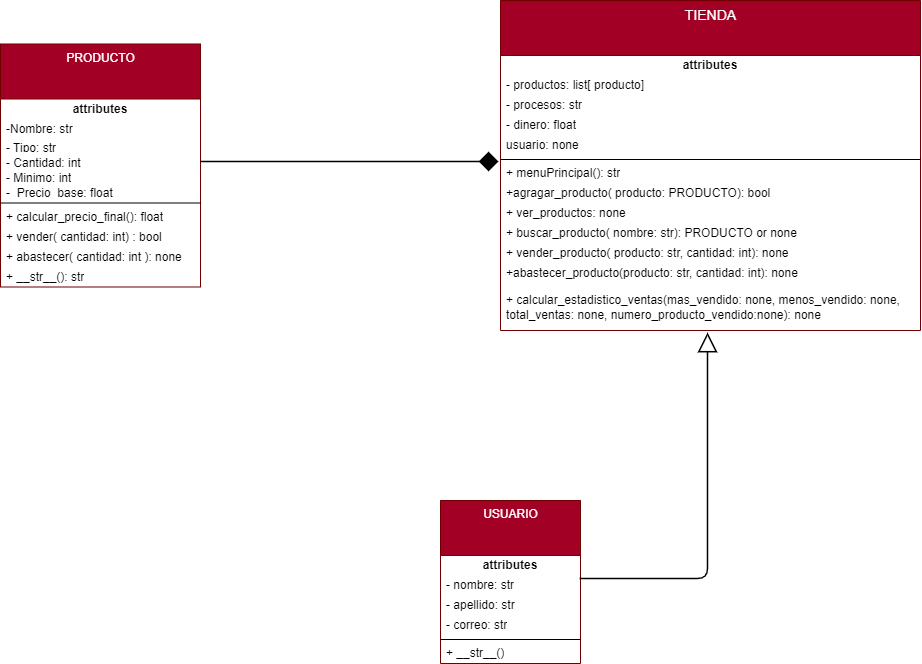 PRODUCTO
attributes
-Nombre: str
- Tipo: str
- Cantidad: int
- Minimo: int
- Precio_base: float
+ calcular_precio_final(): float
+ vender( cantidad: int) : bool
+ abastecer( cantidad: int ): none
+ __str__(): str
TIENDA
attributes
- productos: list[ producto]
- procesos: str
- dinero: float
usuario: none
+ menuPrincipal(): str
+agragar_producto( producto: PRODUCTO): bool
+ ver_productos: none
+ buscar_producto( nombre: str): PRODUCTO or none
+ vender_producto( producto: str, cantidad: int): none
+abastecer_producto(producto: str, cantidad: int): none
+ calcular_estadistico_ventas(mas_vendido: none, menos_vendido: none,
total_ventas: none, numero_producto_vendido:none): none
USUARIO
attributes
- nombre: str
- apellido: str
- correo: str
+ __str__()